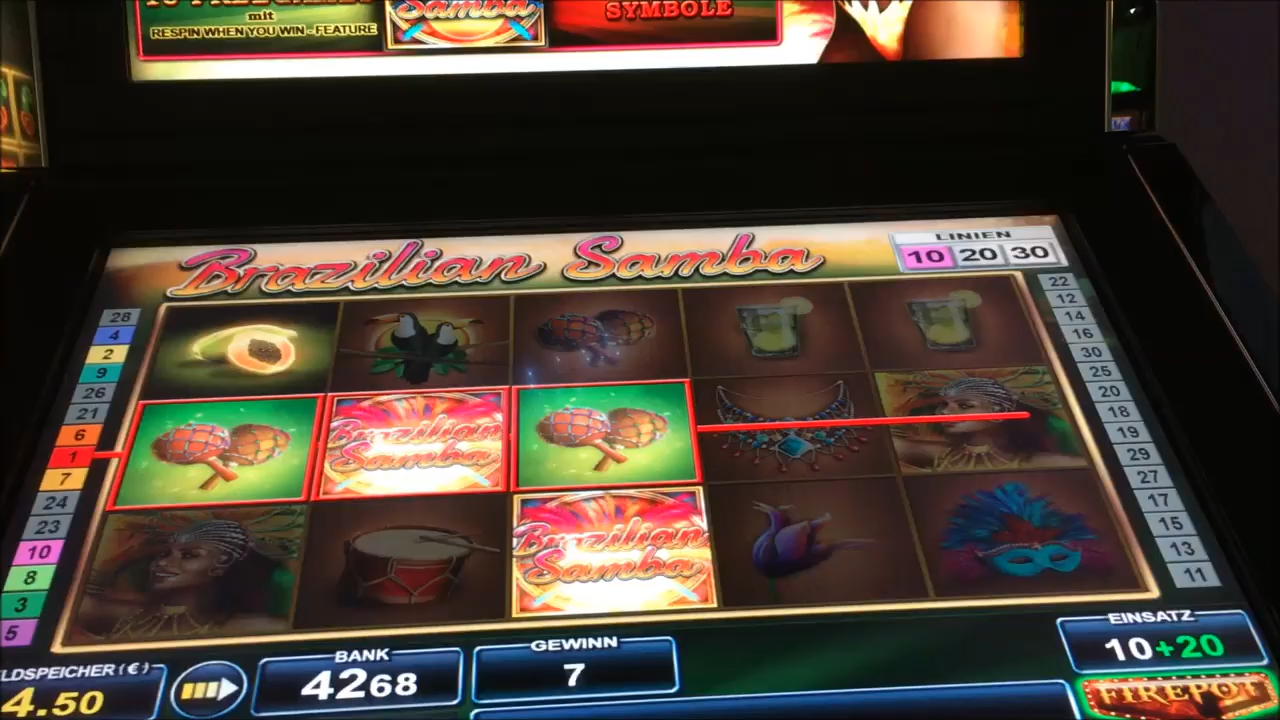 mit
RESPIN WHEN YOU WIN - FEATURE
Samba
SYMBOLE
Brazilian Samba
LINIEN
10 20 30
28
4
2
9
26
21
6
1
7
24
23
10
8
3
5
22
12
14
16
30
25
20
18
19
29
27
17
15
13
11
Brazilian
Samba
Brazilian
Samba
LDSPEICHER (€)
4.50
BANK
4268
GEWINN
7
EINSATZ
10+20
FIREPOT